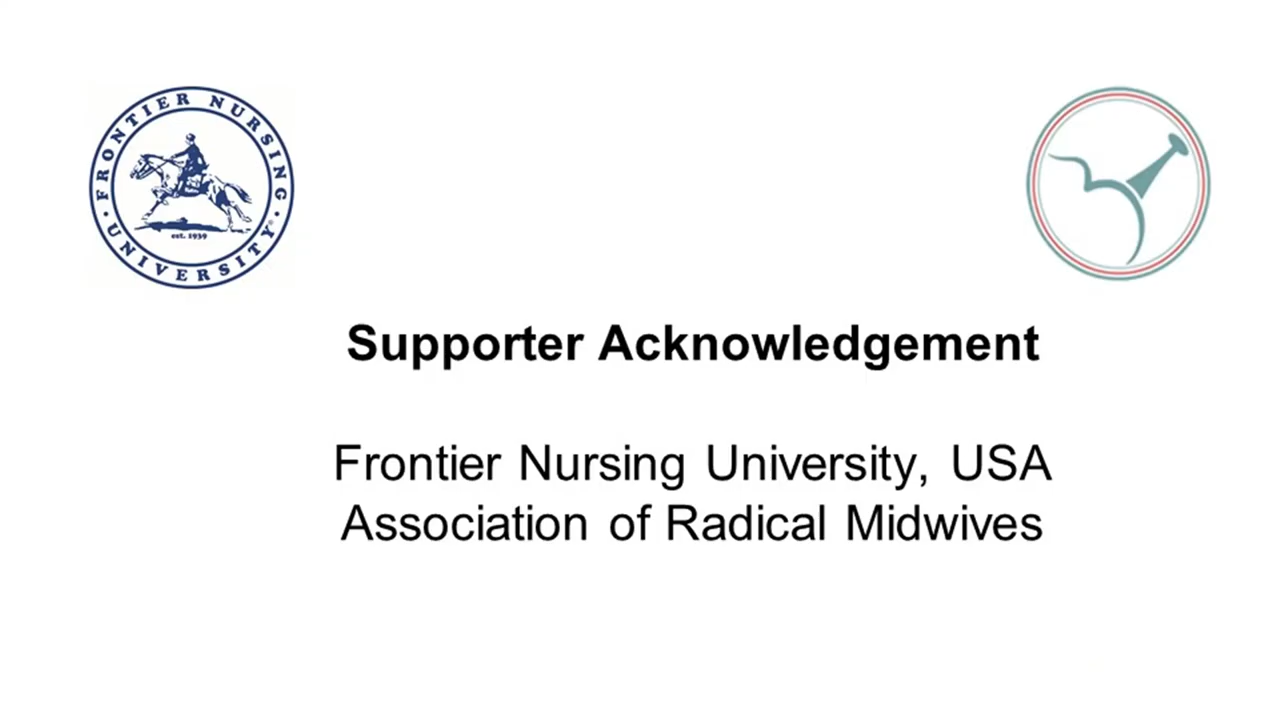 FRONTIER NURSING
UNIVERSITY®
est. 1939
Supporter Acknowledgement
Frontier Nursing University, USA
Association of Radical Midwives